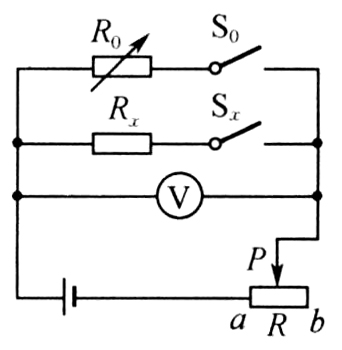 R₀ S₀
Rₓ Sₓ
V
P
a R b